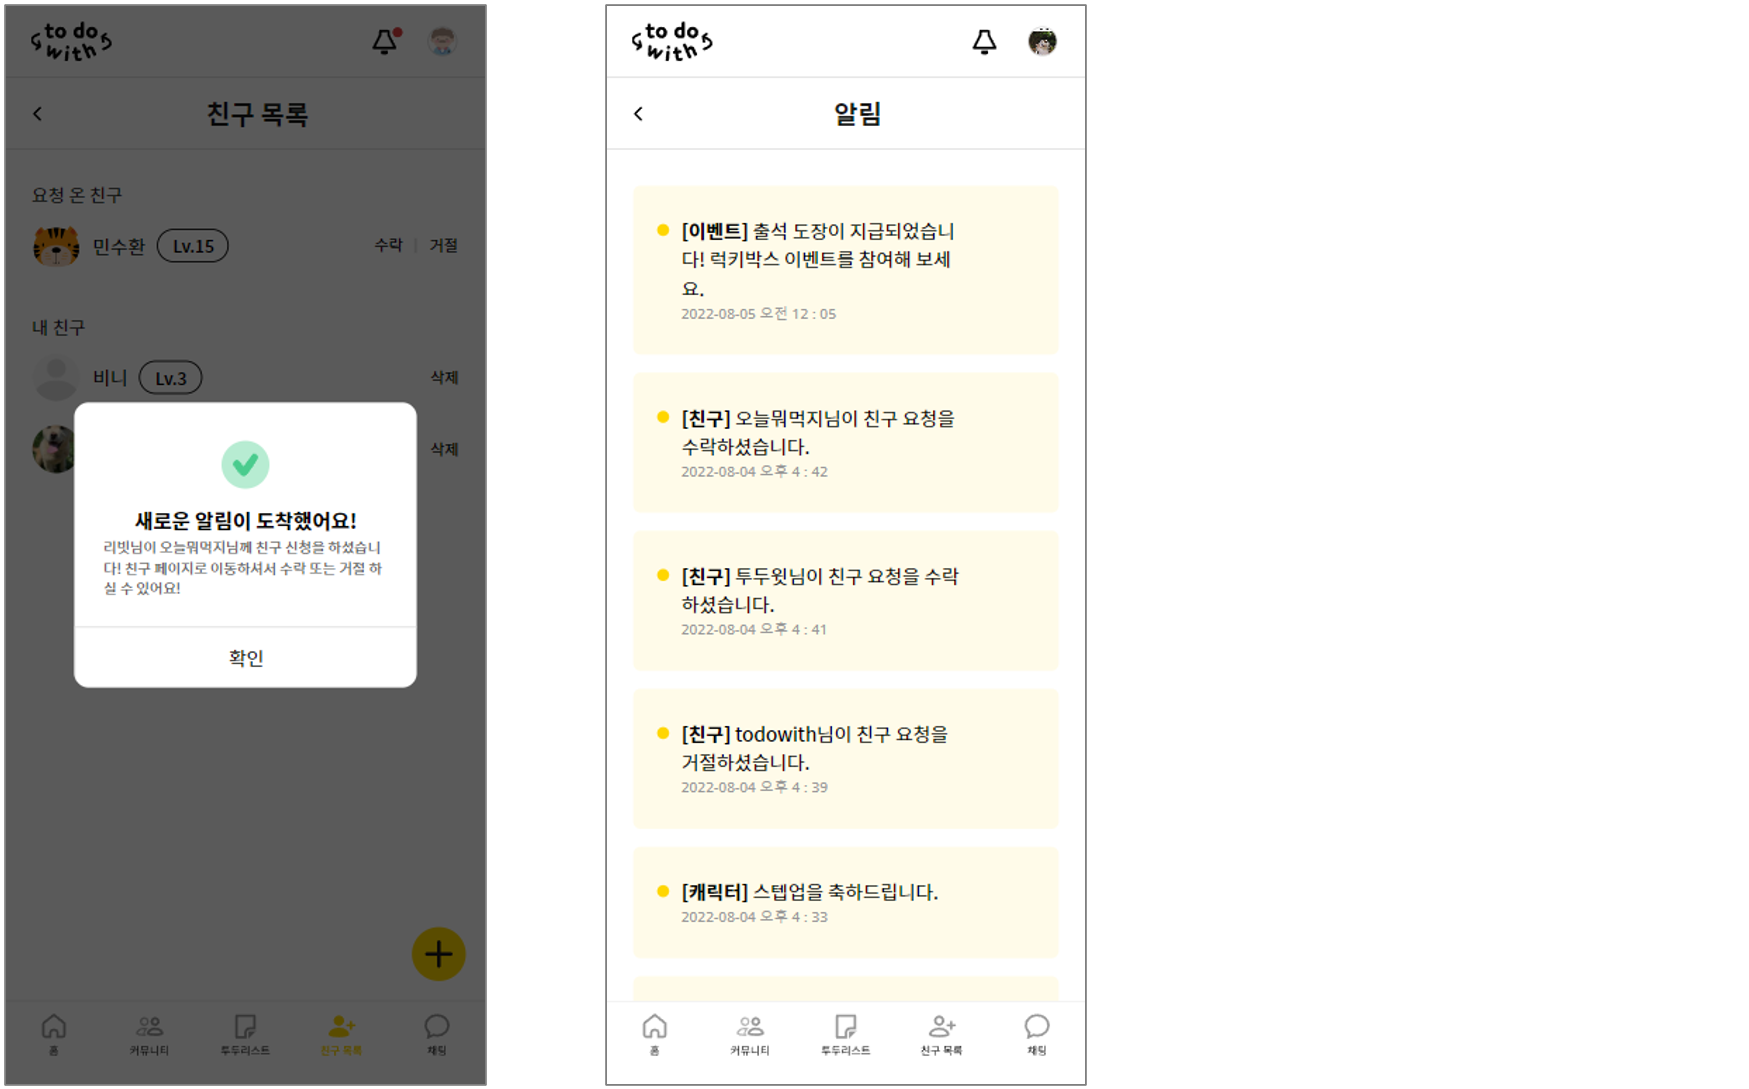 to do
with
친구 목록
요청 온 친구
민수환 Lv.15 수락 | 거절
내 친구
비니 Lv.3 삭제
삭제
새로운 알림이 도착했어요!
리빗님이 오늘뭐먹지님께 친구 신청을 하셨습니
다! 친구 페이지로 이동하셔서 수락 또는 거절 하
실 수 있어요!
확인
홈 커뮤니티 투두리스트 친구 목록 채팅
to do
with
알림
[이벤트] 출석 도장이 지급되었습니
다! 럭키박스 이벤트를 참여해 보세
요.
2022-08-05 오전 12 : 05
[친구] 오늘뭐먹지님이 친구 요청을
수락하셨습니다.
2022-08-04 오후 4 : 42
[친구] 투두윗님이 친구 요청을 수락
하셨습니다.
2022-08-04 오후 4 : 41
[친구] todowith님이 친구 요청을
거절하셨습니다.
2022-08-04 오후 4 : 39
[캐릭터] 스텝업을 축하드립니다.
2022-08-04 오후 4 : 33
홈 커뮤니티 투두리스트 친구 목록 채팅